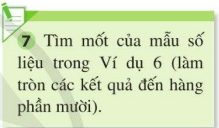 7 Tìm mốt của mẫu số
liệu trong Ví dụ 6 (làm
tròn các kết quả đến hàng
phần mười).